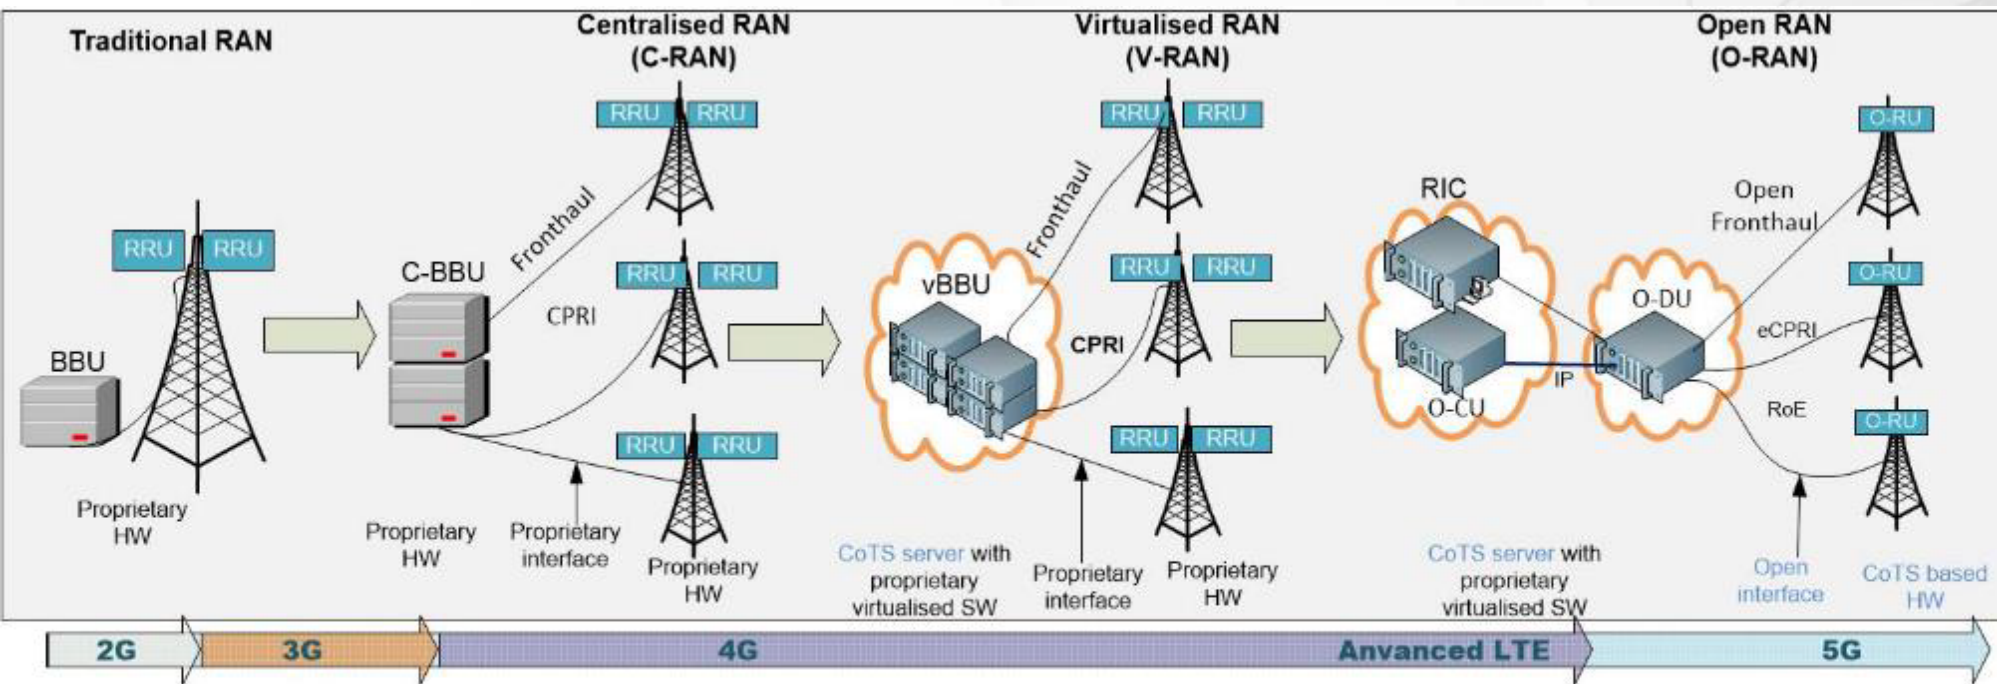 Traditional RAN
RRU
RRU
BBU
Proprietary
HW
Centralised RAN
(C-RAN)
RRU
RRU
Fronthaul
C-BBU
RRU
RRU
CPRI
RRU
RRU
Proprietary
HW
Proprietary
interface
Proprietary
HW
Virtualised RAN
(V-RAN)
RRU
RRU
Fronthaul
vBBU
RRU
RRU
CPRI
RRU
RRU
CoTS server with
proprietary
virtualised SW
Proprietary
interface
Proprietary
HW
Open RAN
(O-RAN)
O-RU
RIC
Open
Fronthaul
O-RU
O-DU
eCPRI
IP
O-CU
RoE
O-RU
CoTS server with
proprietary
virtualised SW
Open
interface
CoTS based
HW
2G
3G
4G
Anvanced LTE
5G